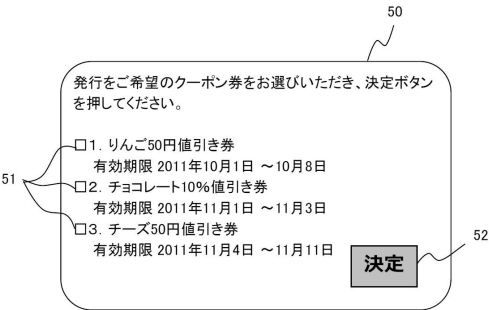 50
発行をご希望のクーポン券をお選びいただき、決定ボタン
を押してください。
51
□1. りんご50円値引き券
有効期限 2011年10月1日 ~10月8日
□2. チョコレート10%値引き券
有効期限 2011年11月1日 ~11月3日
□3. チーズ50円値引き券
有効期限 2011年11月4日 ~11月11日
決定
52